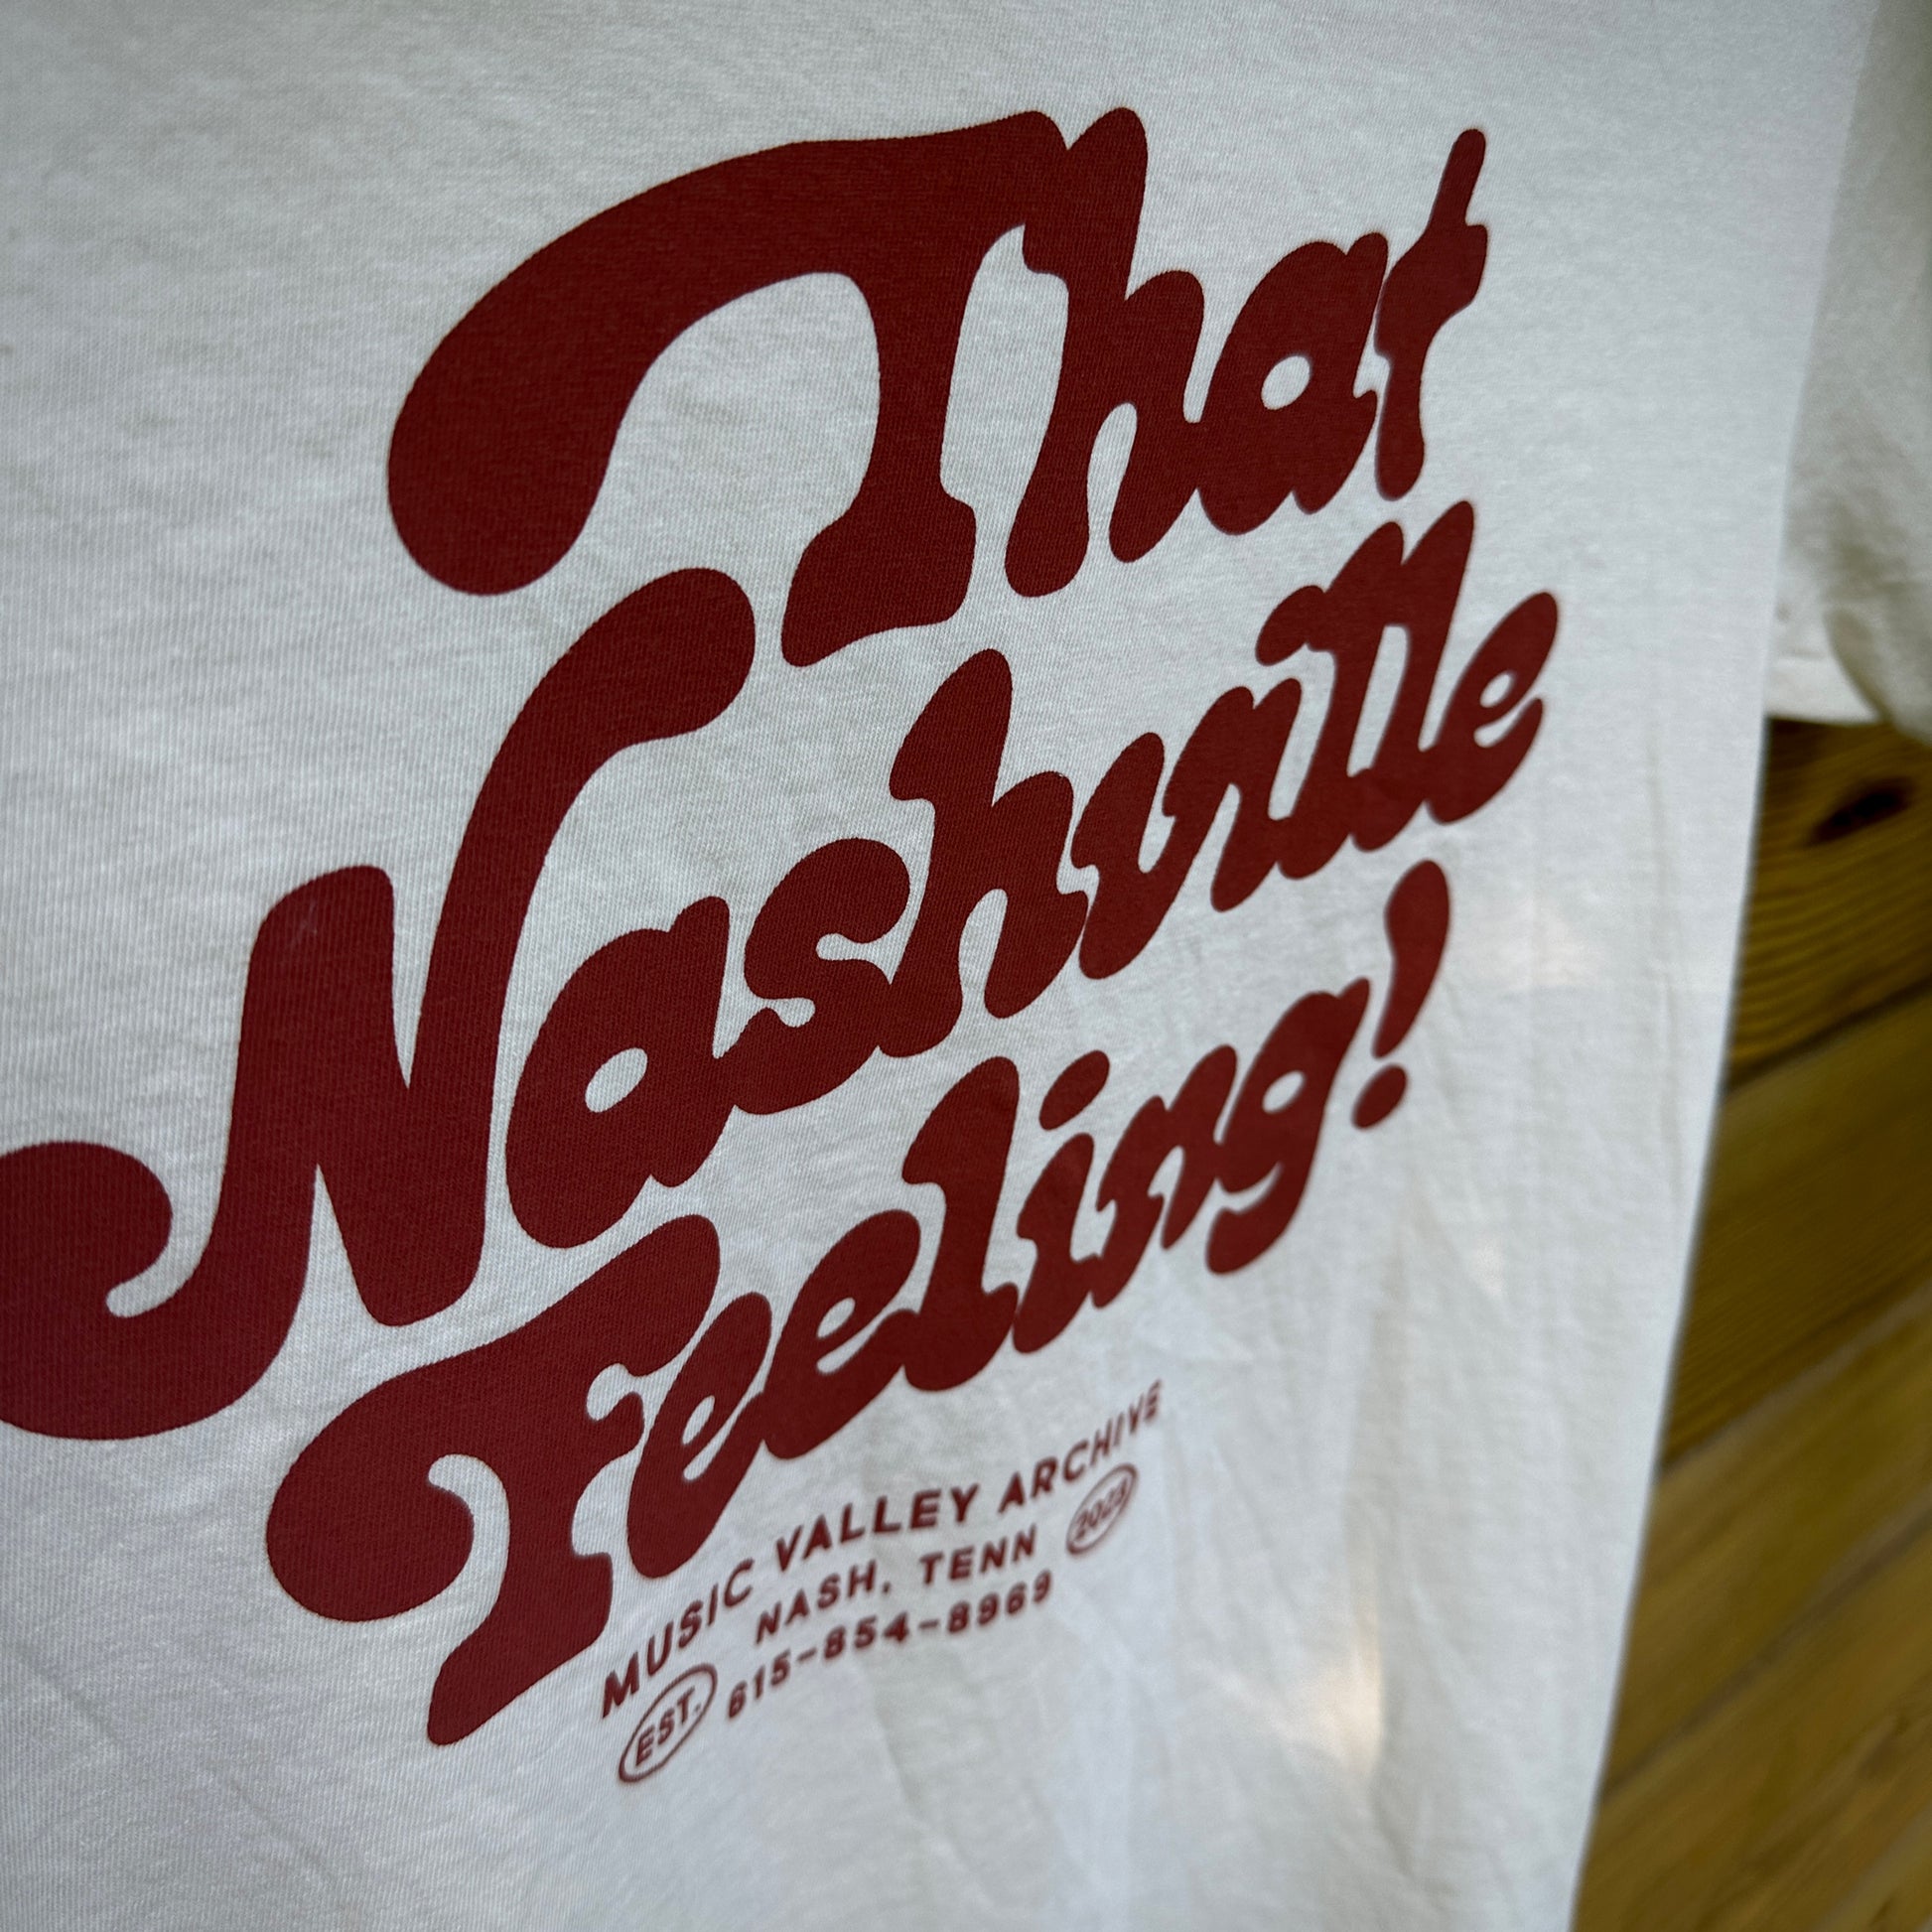 That
Nashville
Feeling!
MUSIC VALLEY ARCHIVE
NASH. TENN
EST. 615-854-8969 2023